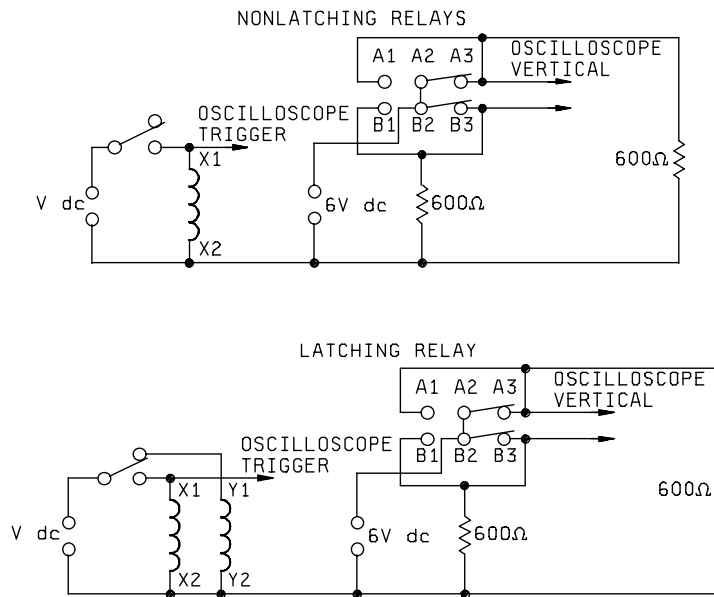 NONLATCHING RELAYS
A1 A2 A3
OSCILLOSCOPE
VERTICAL
OSCILLOSCOPE
TRIGGER
B1 B2 B3
X1
600Ω
V dc
6V dc
600Ω
X2
LATCHING RELAY
A1 A2 A3
OSCILLOSCOPE
VERTICAL
OSCILLOSCOPE
TRIGGER
B1 B2 B3
X1 Y1
600Ω
V dc
6V dc
600Ω
X2 Y2